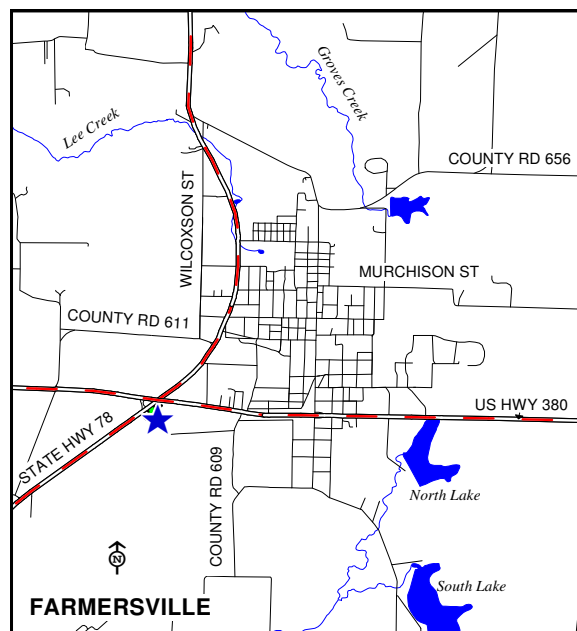 Groves Creek
Lee Creek
COUNTY RD 656
WILCOXSON ST
MURCHISON ST
COUNTY RD 611
US HWY 380
STATE HWY 78
COUNTY RD 609
North Lake
N
South Lake
FARMERSVILLE